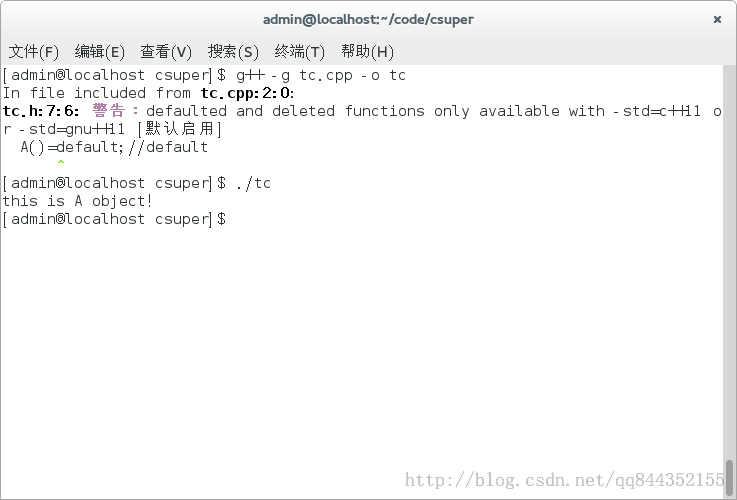 admin@localhost:~/code/csuper ×
文件(F) 编辑(E) 查看(V) 搜索(S) 终端(T) 帮助(H)
[admin@localhost csuper]$ g++ -g tc.cpp -o tc
In file included from tc.cpp:2:0:
tc.h:7:6: 警告：defaulted and deleted functions only available with -std=c++11 o
r -std=gnu++11 [默认启用]
  A()=default;//default
      ^
[admin@localhost csuper]$ ./tc
this is A object!
[admin@localhost csuper]$
http://blog.csdn.net/qq844352155